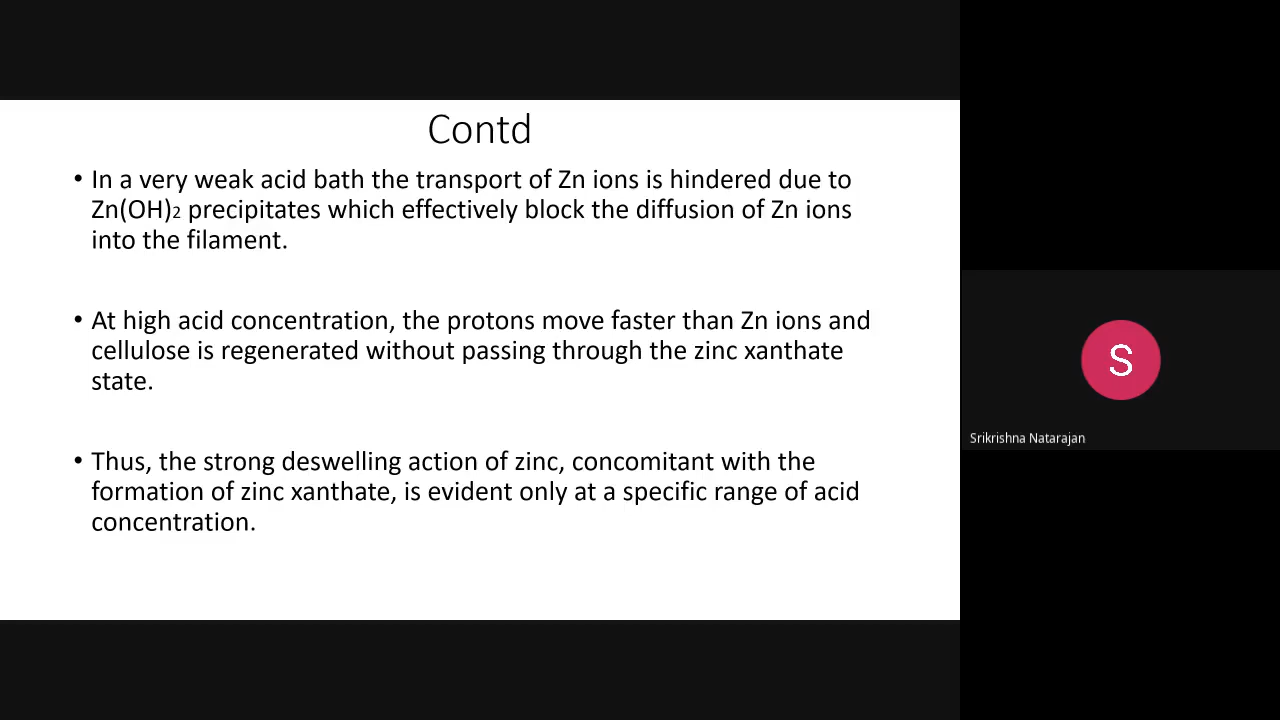 Contd
• In a very weak acid bath the transport of Zn ions is hindered due to
Zn(OH)2 precipitates which effectively block the diffusion of Zn ions
into the filament.
• At high acid concentration, the protons move faster than Zn ions and
cellulose is regenerated without passing through the zinc xanthate
state.
• Thus, the strong deswelling action of zinc, concomitant with the
formation of zinc xanthate, is evident only at a specific range of acid
concentration.
S
Srikrishna Natarajan